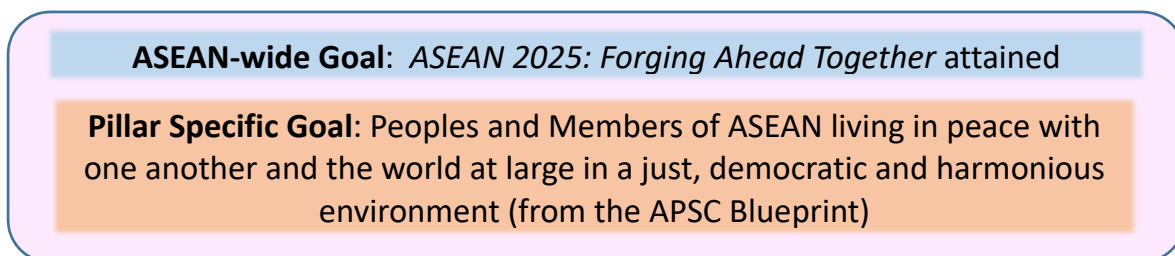 ASEAN-wide Goal: ASEAN 2025: Forging Ahead Together attained
Pillar Specific Goal: Peoples and Members of ASEAN living in peace with
one another and the world at large in a just, democratic and harmonious
environment (from the APSC Blueprint)